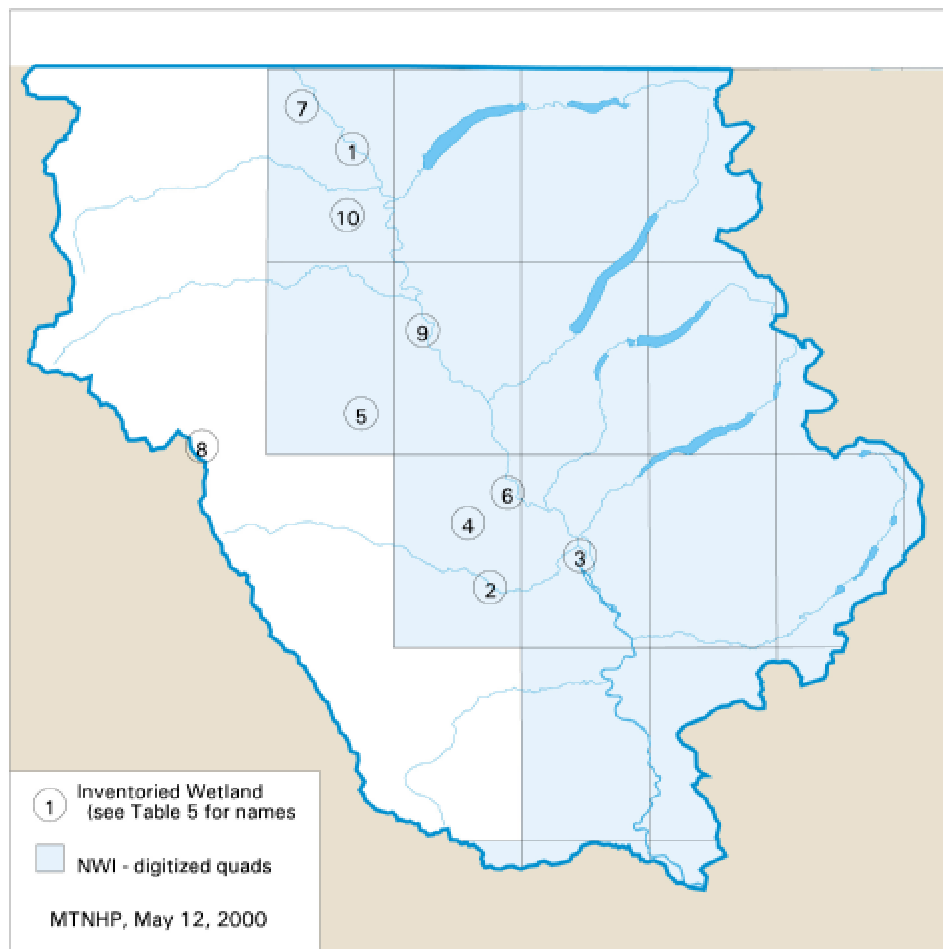 7
1
10
9
5
8
6
4
3
2
1 Inventoried Wetland
(see Table 5 for names
NWI - digitized quads
MTNHP, May 12, 2000